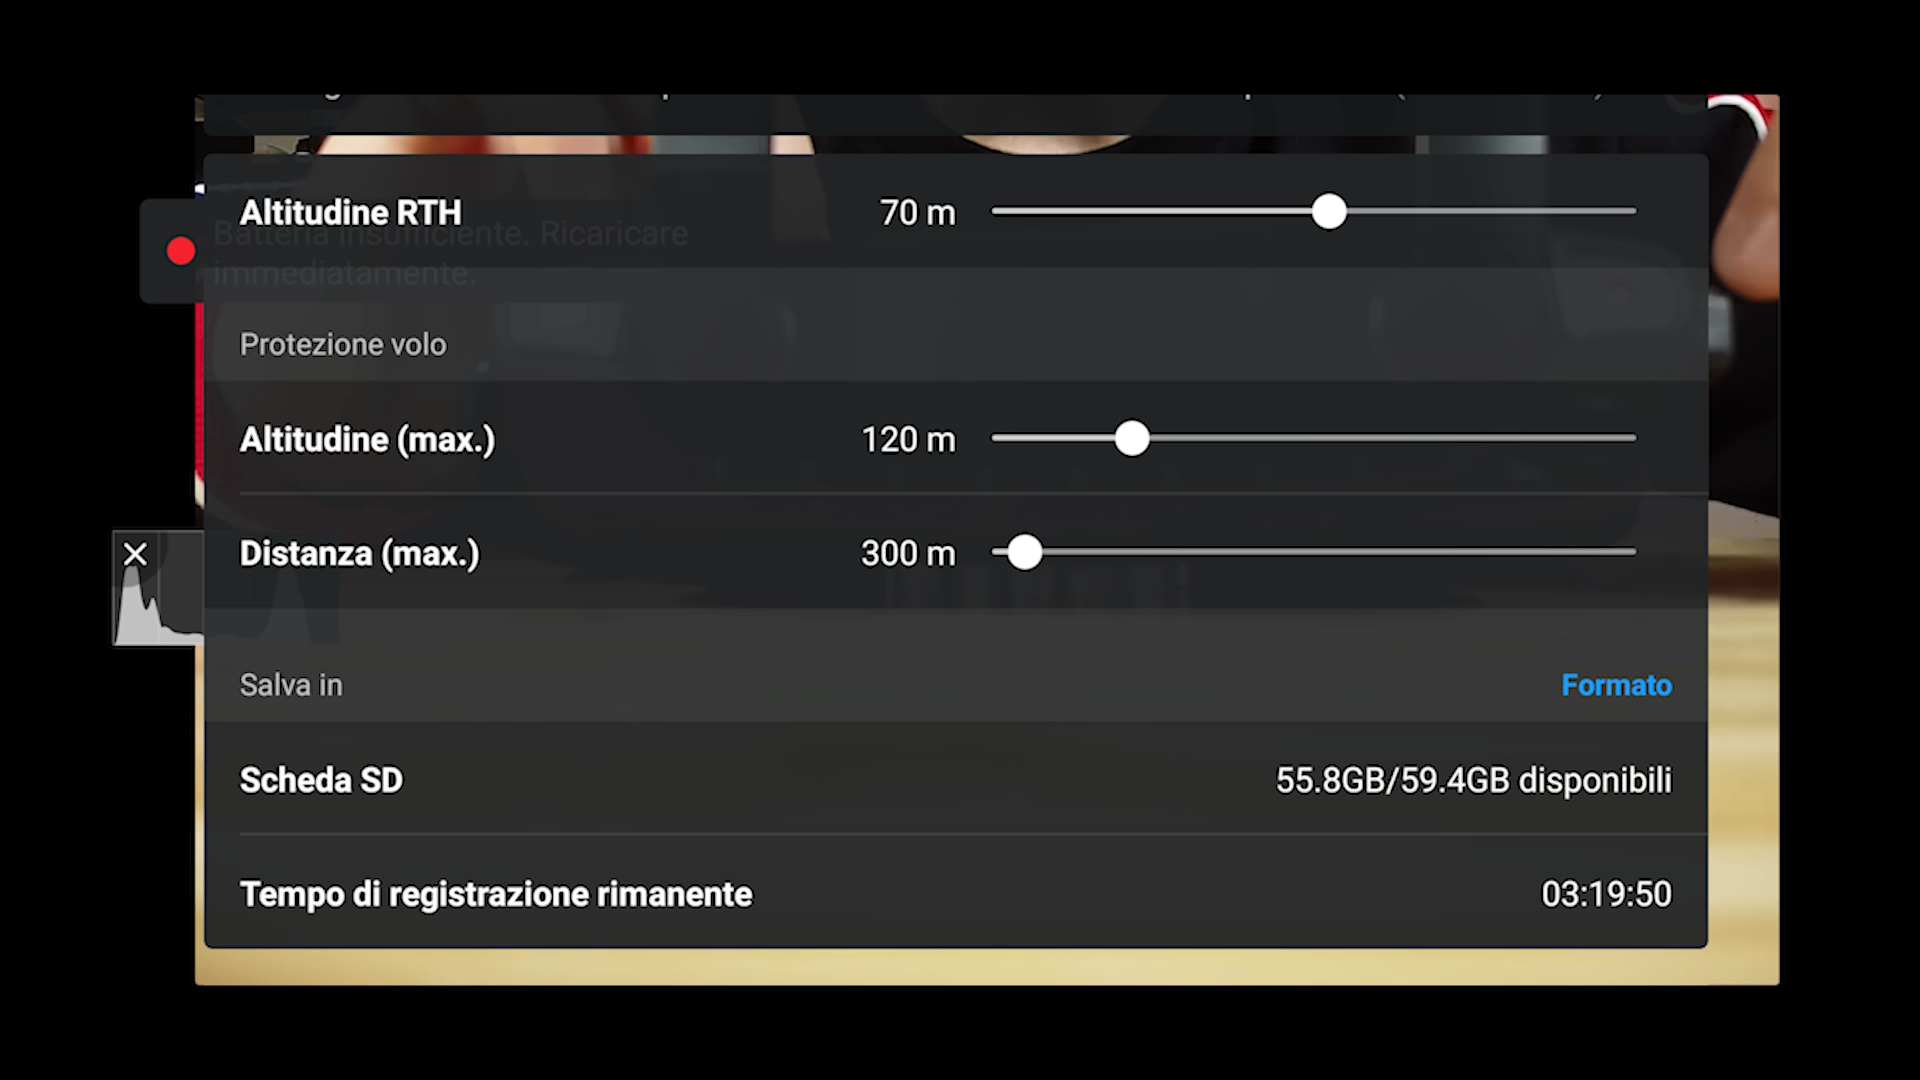 Altitudine RTH 70 m
Batteria insufficiente. Ricaricare
immediatamente.
Protezione volo
Altitudine (max.) 120 m
Distanza (max.) 300 m
Salva in Formato
Scheda SD 55.8GB/59.4GB disponibili
Tempo di registrazione rimanente 03:19:50